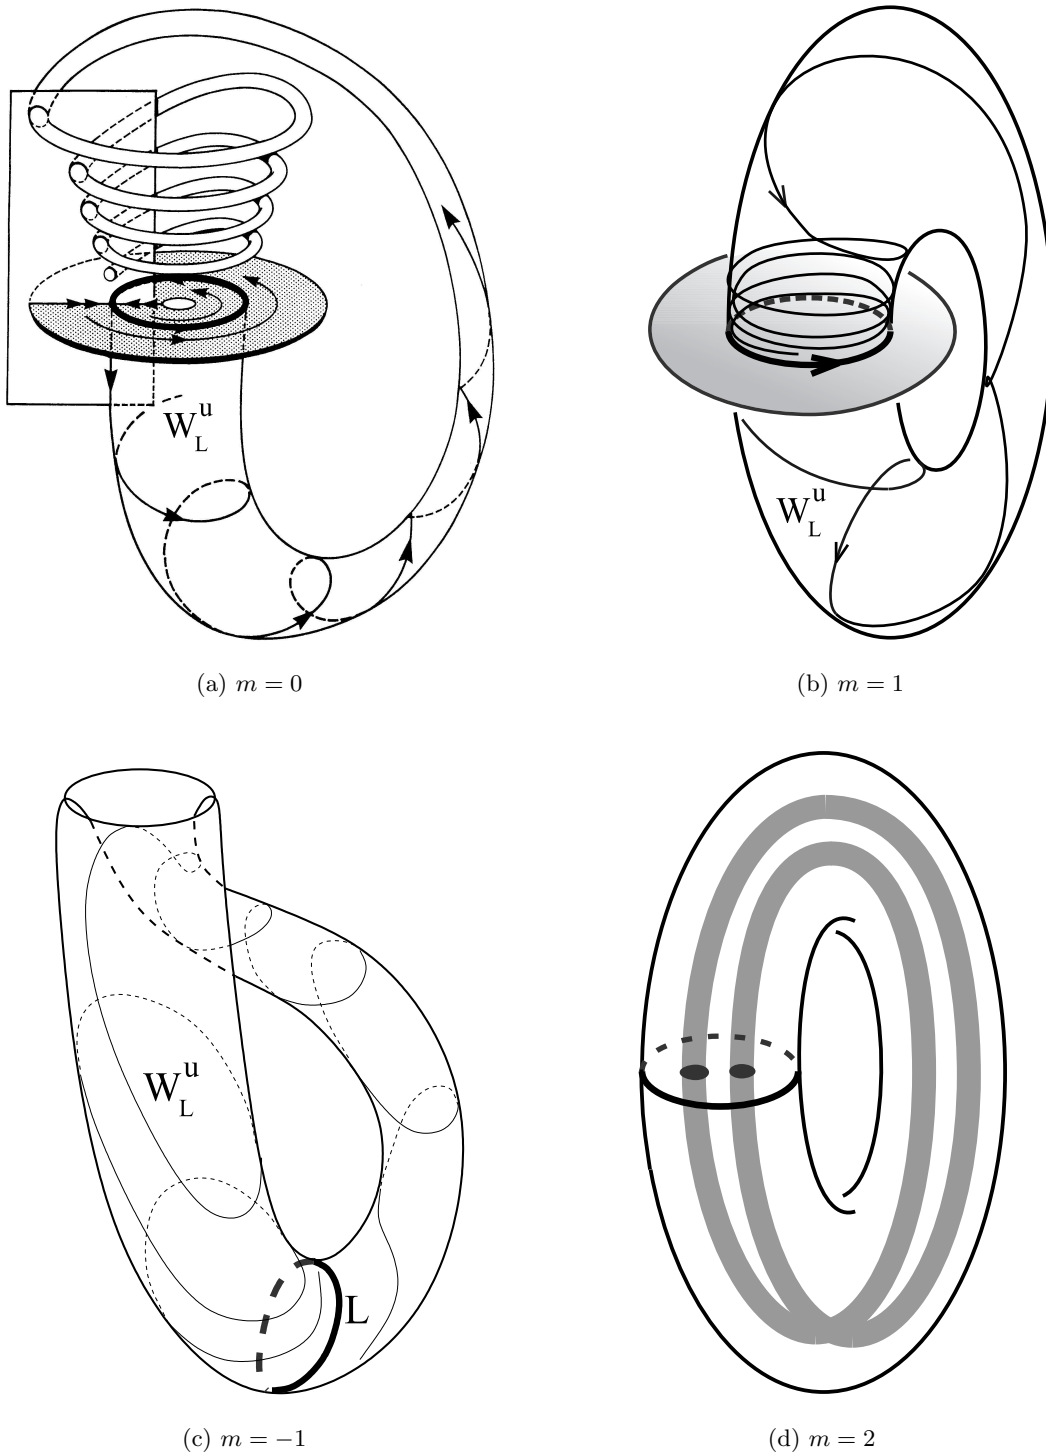 W^u_L
(a) m = 0
W^u_L
(b) m = 1
W^u_L
L
(c) m = −1
(d) m = 2